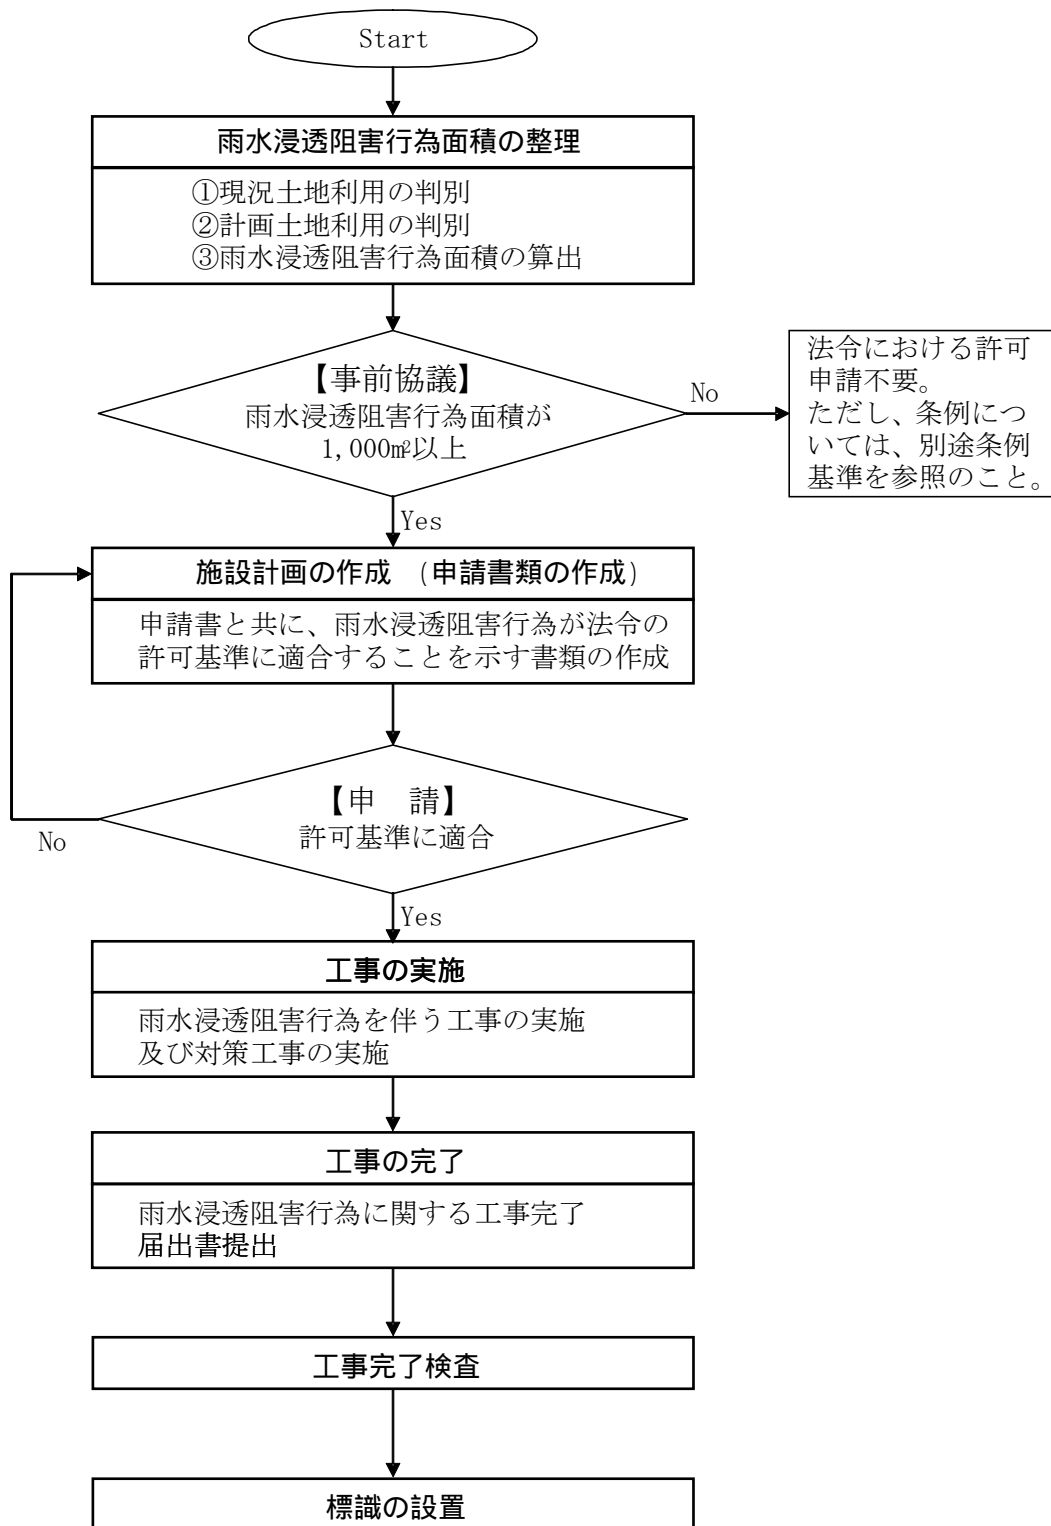 Start
雨水浸透阻害行為面積の整理
①現況土地利用の判別
②計画土地利用の判別
③雨水浸透阻害行為面積の算出
【事前協議】
雨水浸透阻害行為面積が
1,000㎡以上
No
法令における許可
申請不要。
ただし、条例につ
いては、別途条例
基準を参照のこと。
Yes
施設計画の作成 (申請書類の作成)
申請書と共に、雨水浸透阻害行為が法令の
許可基準に適合することを示す書類の作成
【申　請】
許可基準に適合
No
Yes
工事の実施
雨水浸透阻害行為を伴う工事の実施
及び対策工事の実施
工事の完了
雨水浸透阻害行為に関する工事完了
届出書提出
工事完了検査
標識の設置